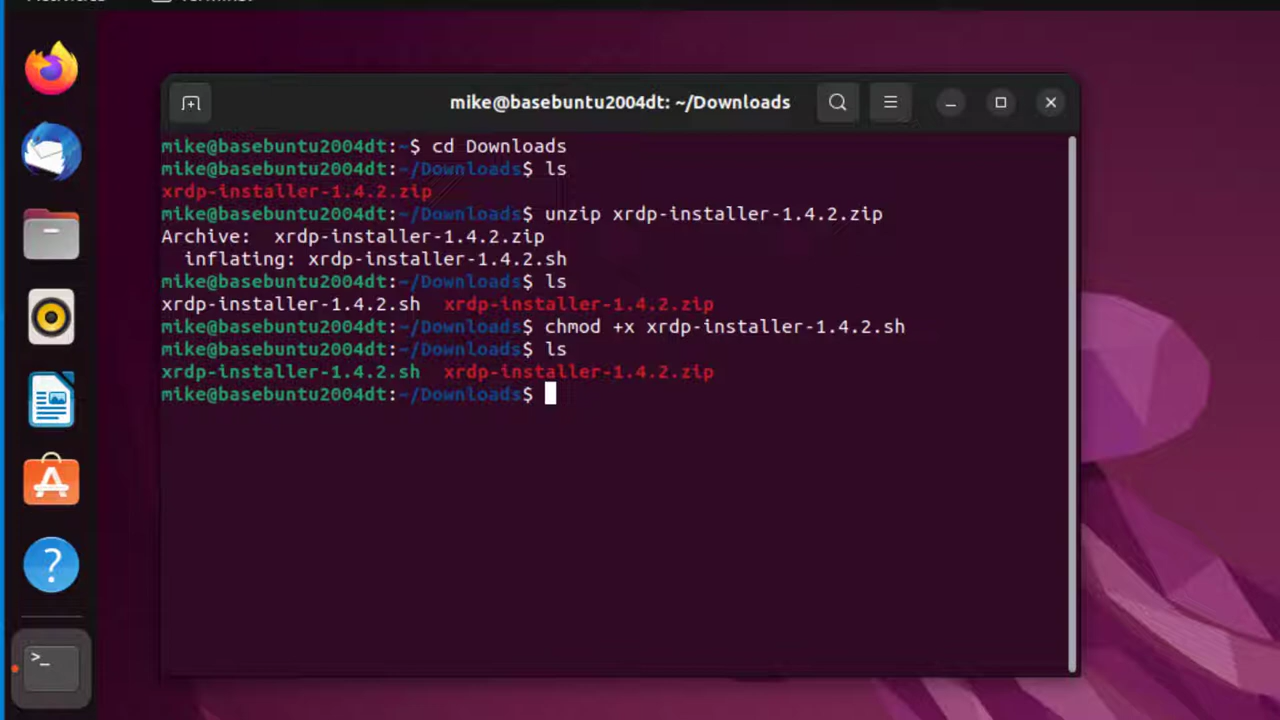 mike@basebuntu2004dt: ~/Downloads
mike@basebuntu2004dt:~$ cd Downloads
mike@basebuntu2004dt:~/Downloads$ ls
xrdp-installer-1.4.2.zip
mike@basebuntu2004dt:~/Downloads$ unzip xrdp-installer-1.4.2.zip
Archive:  xrdp-installer-1.4.2.zip
  inflating: xrdp-installer-1.4.2.sh
mike@basebuntu2004dt:~/Downloads$ ls
xrdp-installer-1.4.2.sh  xrdp-installer-1.4.2.zip
mike@basebuntu2004dt:~/Downloads$ chmod +x xrdp-installer-1.4.2.sh
mike@basebuntu2004dt:~/Downloads$ ls
xrdp-installer-1.4.2.sh  xrdp-installer-1.4.2.zip
mike@basebuntu2004dt:~/Downloads$